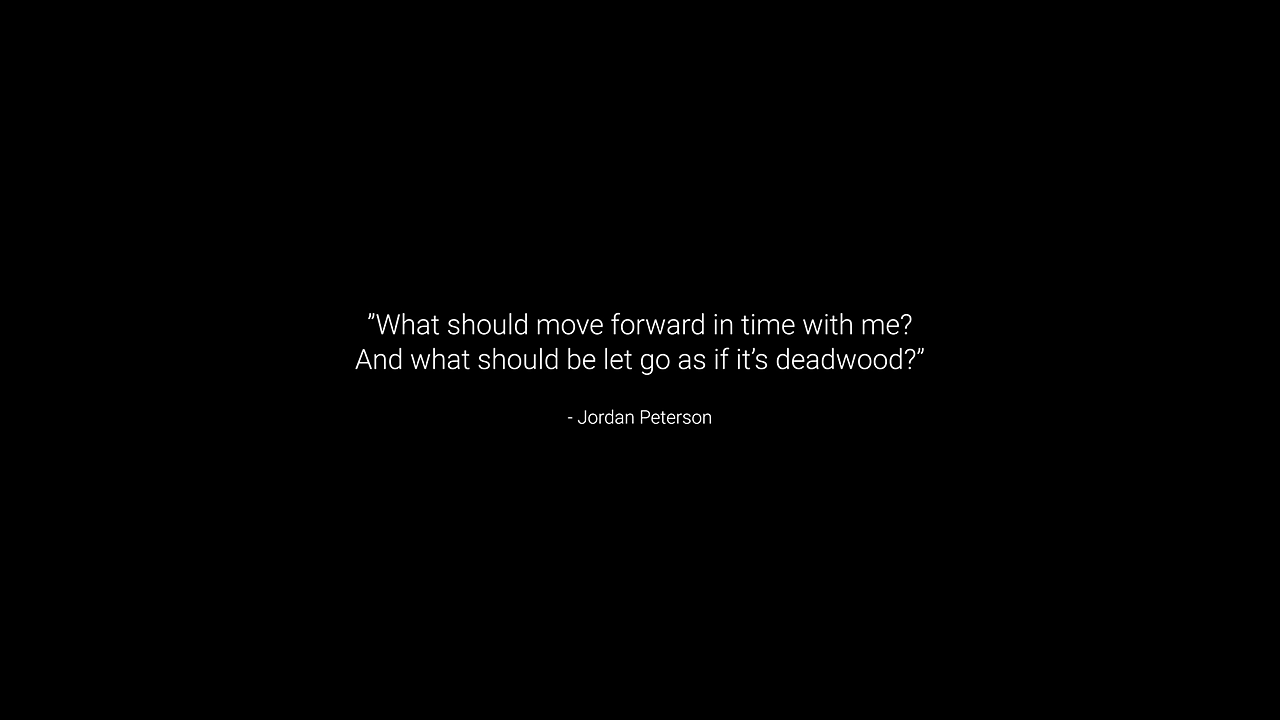 ”What should move forward in time with me?
And what should be let go as if it’s deadwood?”
- Jordan Peterson